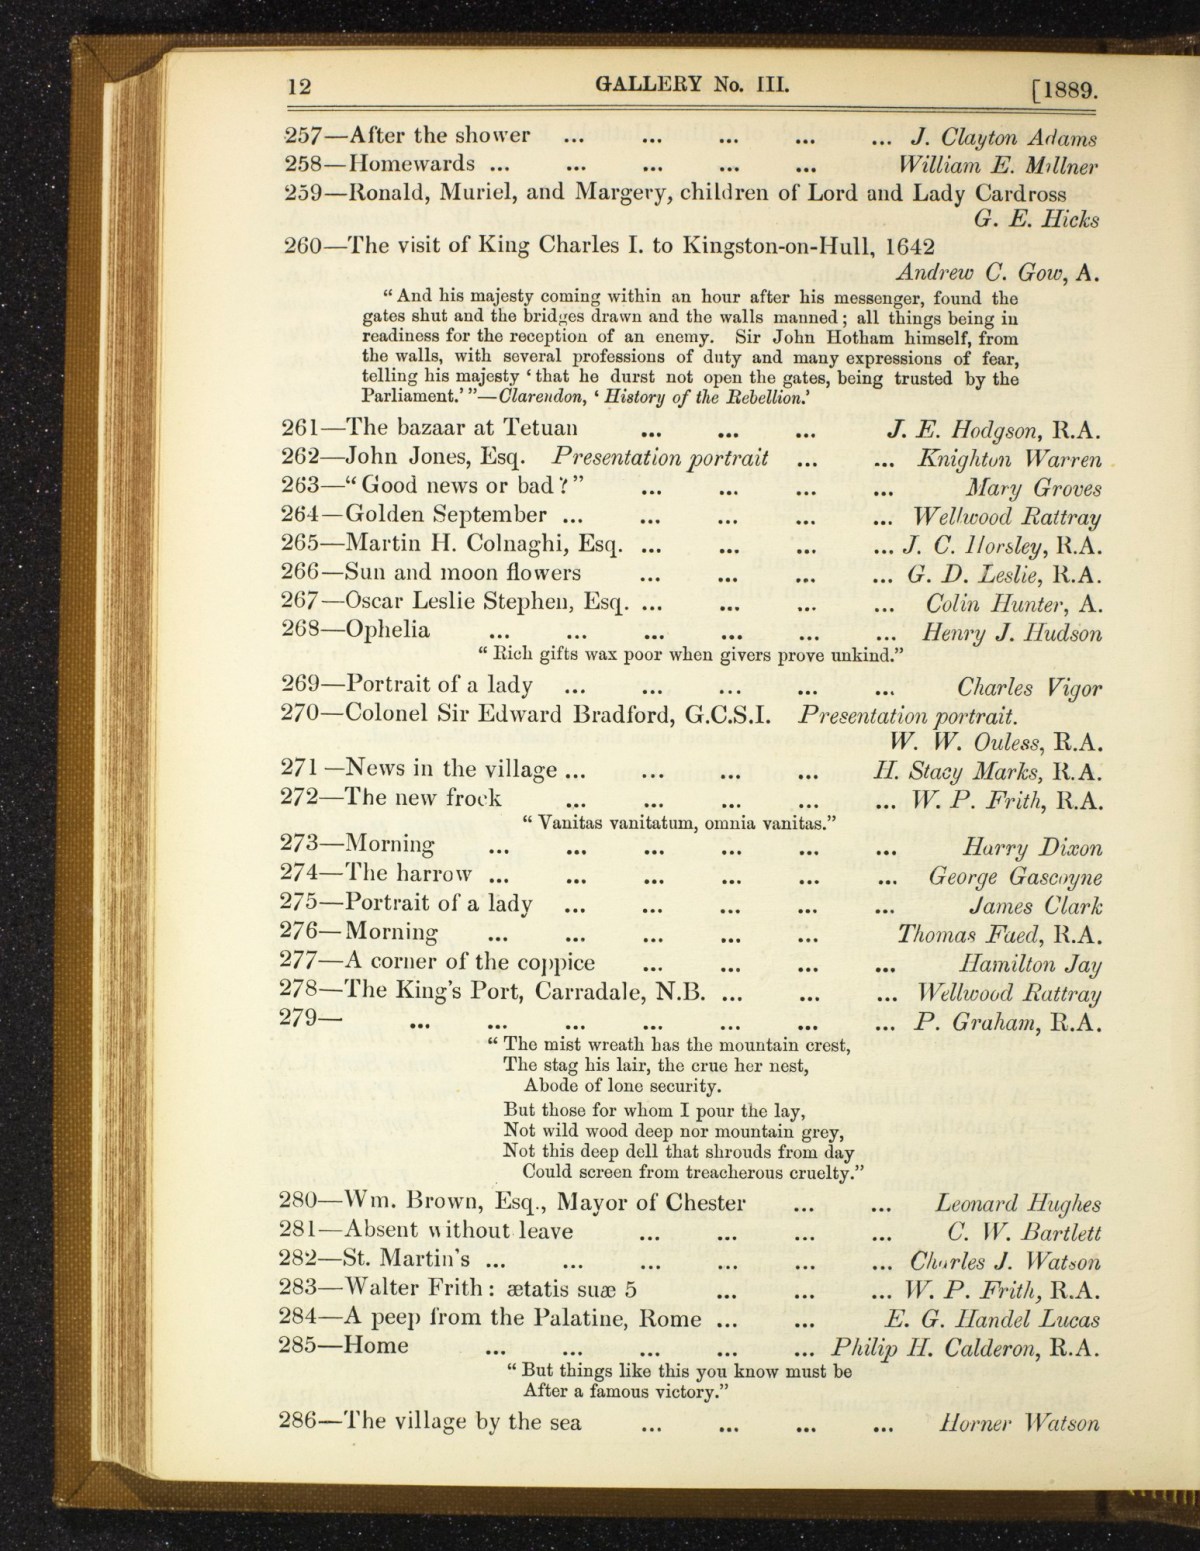 12 GALLERY No. III. [1889.
257—After the shower ... ... ... ... ... J. Clayton Adams
258—Homewards ... ... ... ... ... William E. Millner
259—Ronald, Muriel, and Margery, children of Lord and Lady Cardross
G. E. Hicks
260—The visit of King Charles I. to Kingston-on-Hull, 1642
Andrew C. Gow, A.
“ And his majesty coming within an hour after his messenger, found the
gates shut and the bridges drawn and the walls manned ; all things being in
readiness for the reception of an enemy. Sir John Hotham himself, from
the walls, with several professions of duty and many expressions of fear,
telling his majesty ‘ that he durst not open the gates, being trusted by the
Parliament.’ ”—Clarendon, ‘ History of the Rebellion.’
261—The bazaar at Tetuan ... ... ... J. E. Hodgson, R.A.
262—John Jones, Esq. Presentation portrait ... ... Knighton Warren
263—“ Good news or bad ? ” ... ... ... ... Mary Groves
264—Golden September ... ... ... ... ... Wellwood Rattray
265—Martin H. Colnaghi, Esq. ... ... ... ... J. C. Horsley, R.A.
266—Sun and moon flowers ... ... ... ... G. D. Leslie, R.A.
267—Oscar Leslie Stephen, Esq. ... ... ... ... Colin Hunter, A.
268—Ophelia ... ... ... ... ... ... Henry J. Hudson
“ Rich gifts wax poor when givers prove unkind.”
269—Portrait of a lady ... ... ... ... ... Charles Vigor
270—Colonel Sir Edward Bradford, G.C.S.I. Presentation portrait.
W. W. Ouless, R.A.
271—News in the village ... ... ... ... H. Stacy Marks, R.A.
272—The new frock ... ... ... ... ... W. P. Frith, R.A.
“ Vanitas vanitatum, omnia vanitas.”
273—Morning ... ... ... ... ... ... Harry Dixon
274—The harrow ... ... ... ... ... ... George Gascoyne
275—Portrait of a lady ... ... ... ... ... James Clark
276—Morning ... ... ... ... ... Thomas Faed, R.A.
277—A corner of the coppice ... ... ... ... Hamilton Jay
278—The King’s Port, Carradale, N.B. ... ... ... Wellwood Rattray
279— ... ... ... ... ... ... ... P. Graham, R.A.
“ The mist wreath has the mountain crest,
The stag his lair, the crue her nest,
Abode of lone security.
But those for whom I pour the lay,
Not wild wood deep nor mountain grey,
Not this deep dell that shrouds from day
Could screen from treacherous cruelty.”
280—Wm. Brown, Esq., Mayor of Chester ... ... Leonard Hughes
281—Absent without leave ... ... ... ... C. W. Bartlett
282—St. Martin’s ... ... ... ... ... ... Charles J. Watson
283—Walter Frith : ætatis suæ 5 ... ... ... W. P. Frith, R.A.
284—A peep from the Palatine, Rome ... ... E. G. Handel Lucas
285—Home ... ... ... ... ... Philip H. Calderon, R.A.
“ But things like this you know must be
After a famous victory.”
286—The village by the sea ... ... ... ... Horner Watson